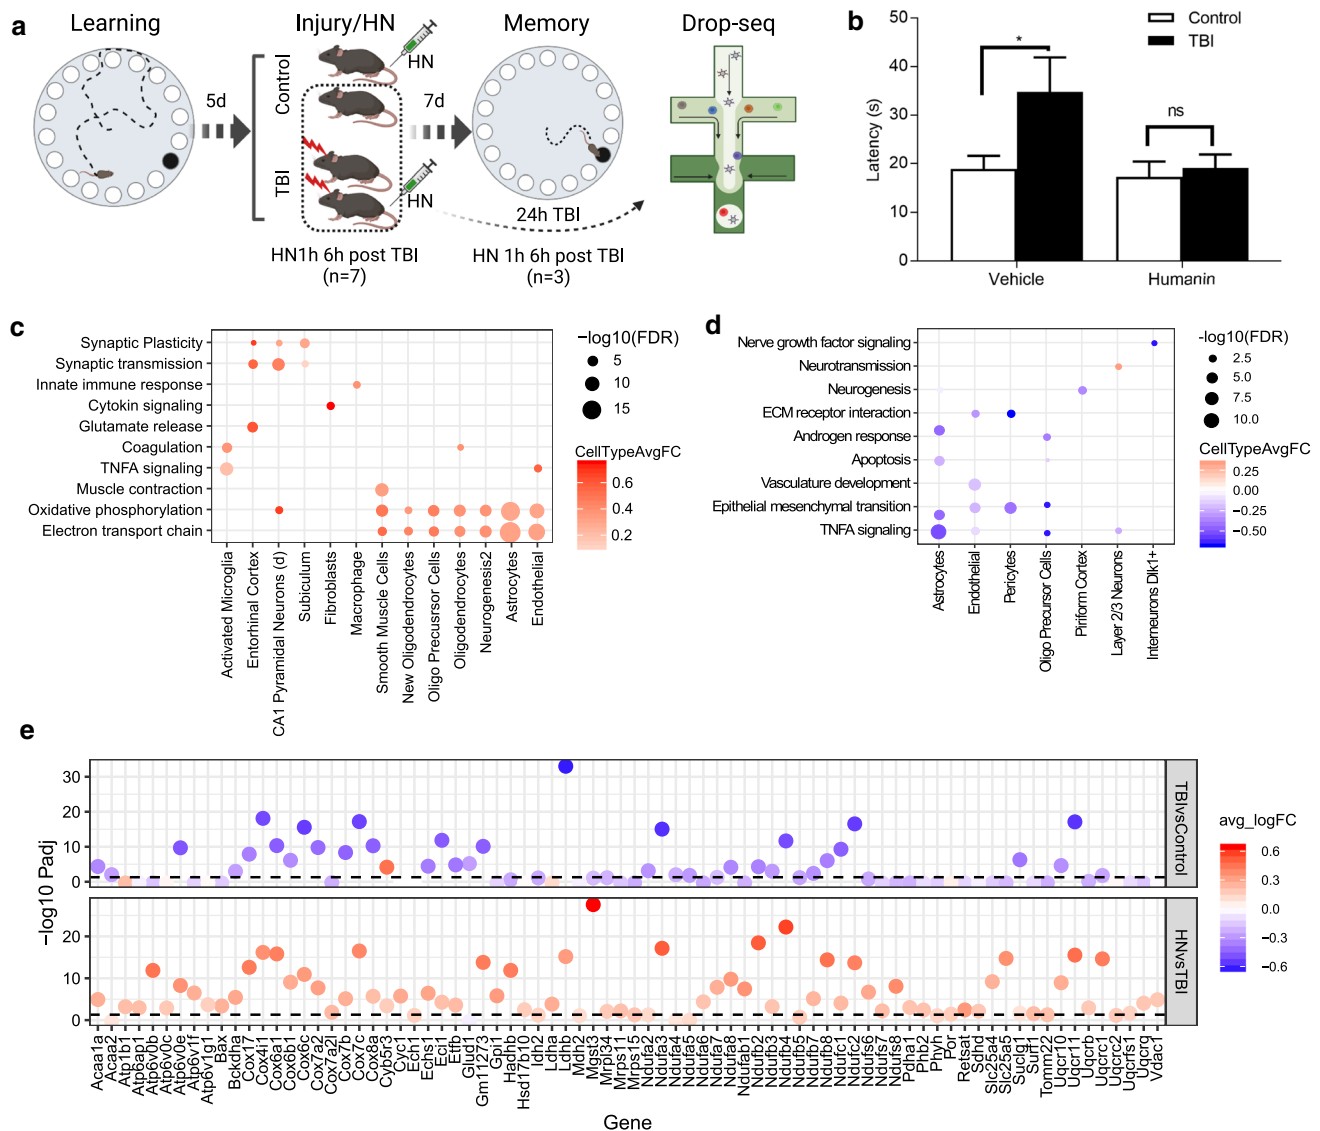 a
Learning
Injury/HN
Memory
Drop-seq
5d
Control
TBI
HN
HN
7d
24h TBI
HN1h 6h post TBI
(n=7)
HN 1h 6h post TBI
(n=3)
b
Control
TBI
Latency (s)
50
40
30
20
10
0
*
ns
Vehicle
Humanin
c
Synaptic Plasticity
Synaptic transmission
Innate immune response
Cytokin signaling
Glutamate release
Coagulation
TNFA signaling
Muscle contraction
Oxidative phosphorylation
Electron transport chain
Activated Microglia
Entorhinal Cortex
CA1 Pyramidal Neurons (d)
Subiculum
Fibroblasts
Macrophage
Smooth Muscle Cells
New Oligodendrocytes
Oligo Precusrsor Cells
Oligodendrocytes
Neurogenesis2
Astrocytes
Endothelial
−log10(FDR)
5
10
15
CellTypeAvgFC
0.6
0.4
0.2
d
Nerve growth factor signaling
Neurotransmission
Neurogenesis
ECM receptor interaction
Androgen response
Apoptosis
Vasculature development
Epithelial mesenchymal transition
TNFA signaling
Astrocytes
Endothelial
Pericytes
Oligo Precursor Cells
Piriform Cortex
Layer 2/3 Neurons
Interneurons Dlk1+
-log10(FDR)
2.5
5.0
7.5
10.0
CellTypeAvgFC
0.25
0.00
−0.25
−0.50
e
−log10 Padj
30
20
10
0
TBIvsControl
20
10
0
HNvsTBI
Acaa1a
Acaa2
Atp1b1
Atp6ap1
Atp6v0b
Atp6v0c
Atp6v0e
Atp6v1f
Atp6v1g1
Bax
Bckdha
Cox17
Cox4i1
Cox6a1
Cox6b1
Cox6c
Cox7a2
Cox7a2l
Cox7b
Cox7c
Cox8a
Cyb5r3
Cyc1
Ech1
Echs1
Eci1
Etfb
Glud1
Gm11273
Gpi1
Hadhb
Hsd17b10
Idh2
Ldha
Ldhb
Mdh2
Mgst3
Mrpl34
Mrps11
Mrps15
Ndufa2
Ndufa3
Ndufa4
Ndufa5
Ndufa6
Ndufa7
Ndufa8
Ndufab1
Ndufb2
Ndufb3
Ndufb4
Ndufb5
Ndufb7
Ndufb8
Ndufc1
Ndufc2
Ndufs6
Ndufs7
Ndufs8
Pdha1
Phb2
Phyh
Por
Retsat
Sdhd
Slc25a4
Slc25a5
Suclg1
Surf1
Tomm22
Uqcr10
Uqcr11
Uqcrb
Uqcrc1
Uqcrc2
Uqcrfs1
Uqcrq
Vdac1
Gene
avg_logFC
0.6
0.3
0.0
−0.3
−0.6